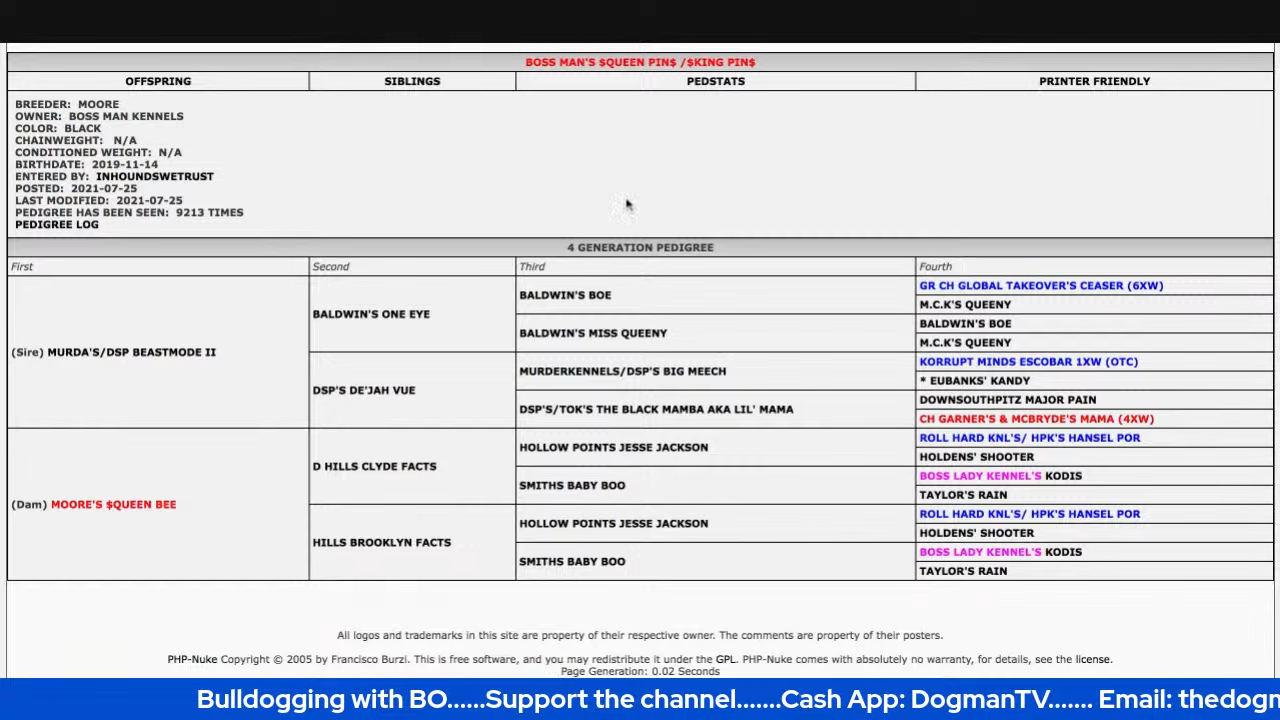 BOSS MAN'S $QUEEN PIN$ /$KING PIN$
OFFSPRING SIBLINGS PEDSTATS PRINTER FRIENDLY
BREEDER: MOORE
OWNER: BOSS MAN KENNELS
COLOR: BLACK
CHAINWEIGHT: N/A
CONDITIONED WEIGHT: N/A
BIRTHDATE: 2019-11-14
ENTERED BY: INHOUNDSWETRUST
POSTED: 2021-07-25
LAST MODIFIED: 2021-07-25
PEDIGREE HAS BEEN SEEN: 9213 TIMES
PEDIGREE LOG
4 GENERATION PEDIGREE
First Second Third Fourth
(Sire) MURDA'S/DSP BEASTMODE II
BALDWIN'S ONE EYE
BALDWIN'S BOE
GR CH GLOBAL TAKEOVER'S CEASER (6XW)
M.C.K'S QUEENY
BALDWIN'S MISS QUEENY
BALDWIN'S BOE
M.C.K'S QUEENY
DSP'S DE'JAH VUE
MURDERKENNELS/DSP'S BIG MEECH
KORRUPT MINDS ESCOBAR 1XW (OTC)
* EUBANKS' KANDY
DSP'S/TOK'S THE BLACK MAMBA AKA LIL' MAMA
DOWNSOUTHPITZ MAJOR PAIN
CH GARNER'S & MCBRYDE'S MAMA (4XW)
(Dam) MOORE'S $QUEEN BEE
D HILLS CLYDE FACTS
HOLLOW POINTS JESSE JACKSON
ROLL HARD KNL'S/ HPK'S HANSEL POR
HOLDENS' SHOOTER
SMITHS BABY BOO
BOSS LADY KENNEL'S KODIS
TAYLOR'S RAIN
HILLS BROOKLYN FACTS
HOLLOW POINTS JESSE JACKSON
ROLL HARD KNL'S/ HPK'S HANSEL POR
HOLDENS' SHOOTER
SMITHS BABY BOO
BOSS LADY KENNEL'S KODIS
TAYLOR'S RAIN
All logos and trademarks in this site are property of their respective owner. The comments are property of their posters.
PHP-Nuke Copyright © 2005 by Francisco Burzi. This is free software, and you may redistribute it under the GPL. PHP-Nuke comes with absolutely no warranty, for details, see the license.
Page Generation: 0.02 Seconds
Bulldogging with BO......Support the channel.......Cash App: DogmanTV....... Email: thedogn